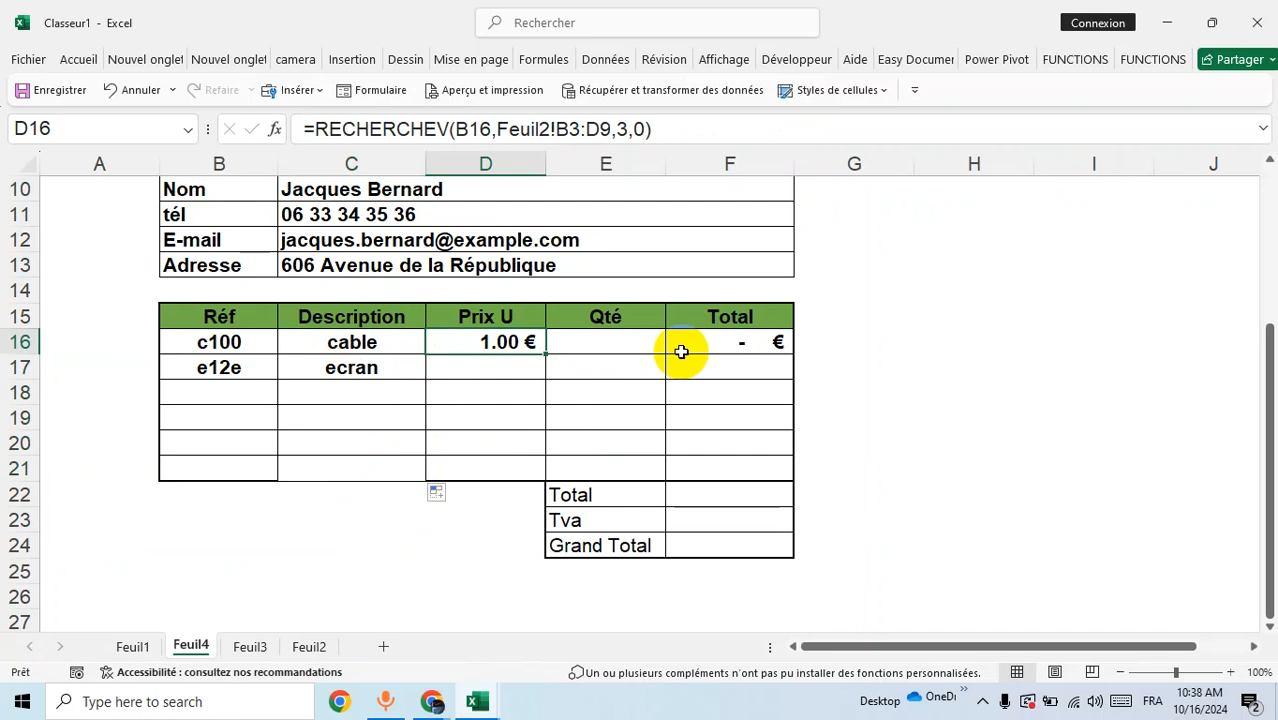 Classeur1 - Excel
Rechercher
Connexion
Fichier Accueil Nouvel onglet Nouvel onglet camera Insertion Dessin Mise en page Formules Données Révision Affichage Développeur Aide Easy Documen Power Pivot FUNCTIONS FUNCTIONS Partager
Enregistrer Annuler Refaire Insérer Formulaire Aperçu et impression Récupérer et transformer des données Styles de cellules
D16 fx =RECHERCHEV(B16,Feuil2!B3:D9,3,0)
A B C D E F G H I J
10 Nom Jacques Bernard
11 tél 06 33 34 35 36
12 E-mail jacques.bernard@example.com
13 Adresse 606 Avenue de la République
14
15 Réf Description Prix U Qté Total
16 c100 cable 1.00 € - €
17 e12e ecran
18
19
20
21
22 Total
23 Tva
24 Grand Total
25
26
27
Feuil1 Feuil4 Feuil3 Feuil2
Prêt Accessibilité : consultez nos recommandations Un ou plusieurs compléments n'ont pas pu installer des fonctions personnalisées. 100%
Type here to search Desktop OneDri FRA 10:38 AM
10/16/2024 2